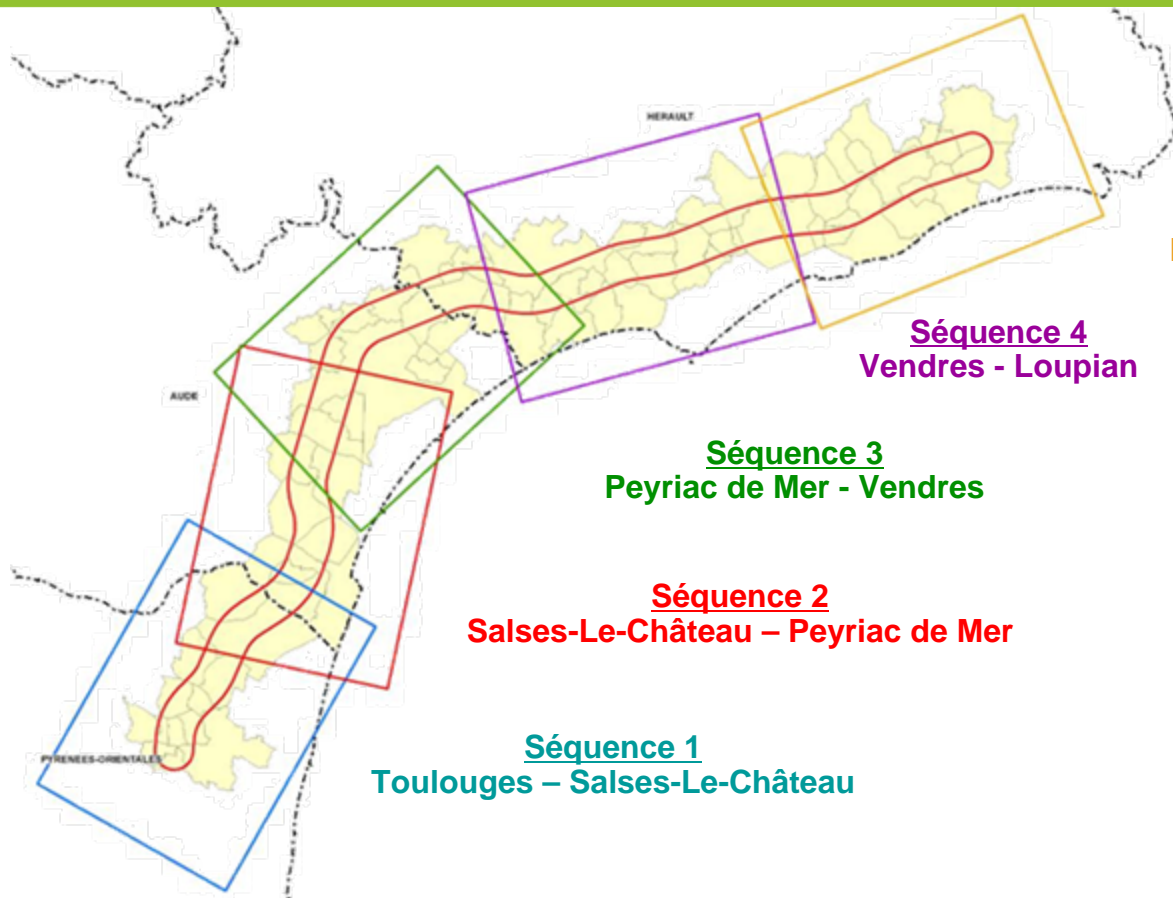 HERAULT
Séquence 4
Vendres - Loupian
AUDE
Séquence 3
Peyriac de Mer - Vendres
Séquence 2
Salses-Le-Château – Peyriac de Mer
Séquence 1
PYRENEES-ORIENTALES
Toulouges – Salses-Le-Château